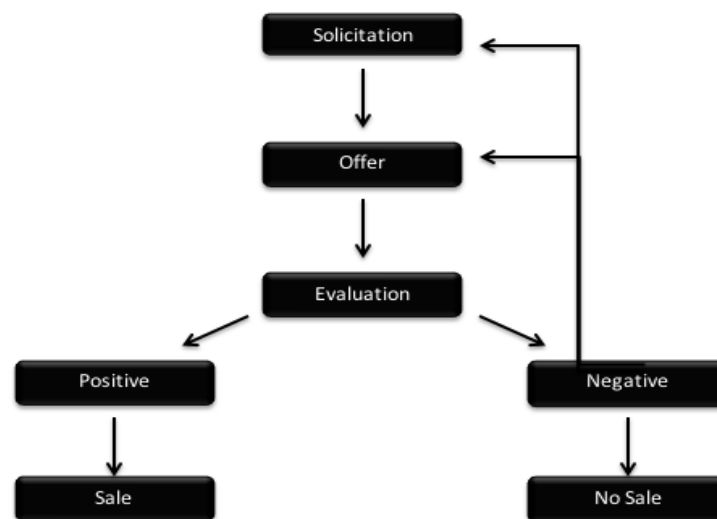 Solicitation
Offer
Evaluation
Positive
Negative
Sale
No Sale